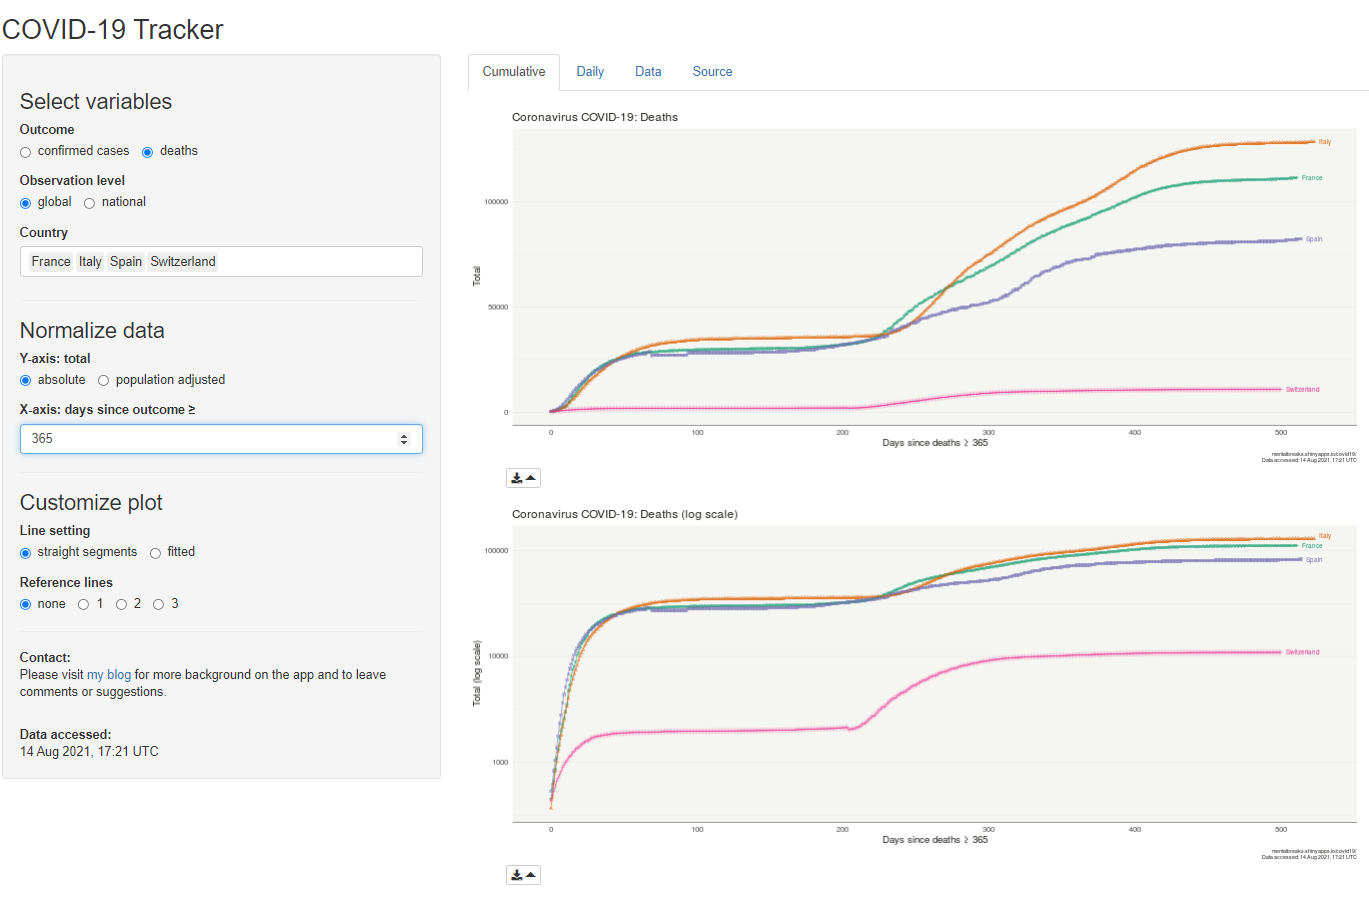 COVID-19 Tracker
Select variables
Outcome
confirmed cases deaths
Observation level
global national
Country
France Italy Spain Switzerland
Normalize data
Y-axis: total
absolute population adjusted
X-axis: days since outcome ≥
365
Customize plot
Line setting
straight segments fitted
Reference lines
none 1 2 3
Contact:
Please visit my blog for more background on the app and to leave
comments or suggestions.
Data accessed:
14 Aug 2021, 17:21 UTC
Cumulative Daily Data Source
Coronavirus COVID-19: Deaths
Italy
France
Spain
Switzerland
100000
50000
0
Total
0 100 200 300 400 500
Days since deaths ≥ 365
mentalbreaks.shinyapps.io/covid19/
Data accessed: 14 Aug 2021, 17:21 UTC
Coronavirus COVID-19: Deaths (log scale)
Italy
France
Spain
Switzerland
100000
10000
1000
Total (log scale)
0 100 200 300 400 500
Days since deaths ≥ 365
mentalbreaks.shinyapps.io/covid19/
Data accessed: 14 Aug 2021, 17:21 UTC